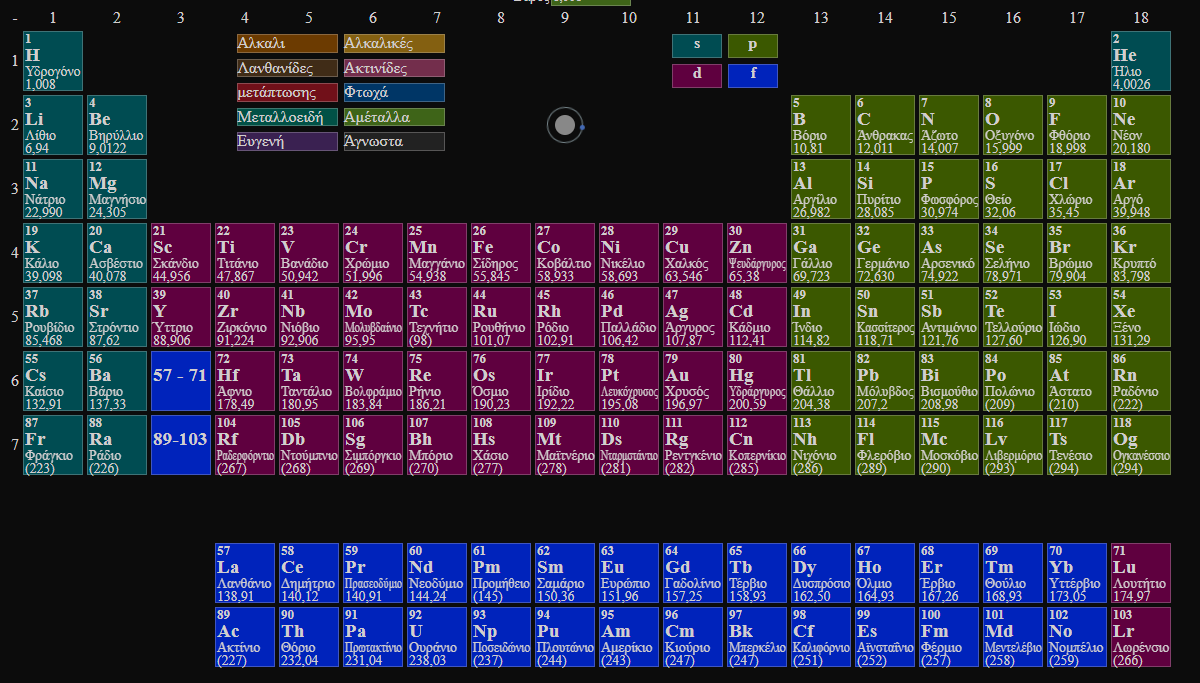 - 1 2 3 4 5 6 7 8 9 10 11 12 13 14 15 16 17 18
Αλκαλι Αλκαλικές
Λανθανίδες Ακτινίδες
μετάπτωσης Φτωχά
Μεταλλοειδή Αμέταλλα
Ευγενή Άγνωστα
s p
d f
1
1 2
H He
Υδρογόνο Ήλιο
1,008 4,0026
2
3 4 5 6 7 8 9 10
Li Be B C N O F Ne
Λίθιο Βηρύλλιο Βόριο Άνθρακας Άζωτο Οξυγόνο Φθόριο Νέον
6,94 9,0122 10,81 12,011 14,007 15,999 18,998 20,180
3
11 12 13 14 15 16 17 18
Na Mg Al Si P S Cl Ar
Νάτριο Μαγνήσιο Αργίλιο Πυρίτιο Φωσφόρος Θείο Χλώριο Αργό
22,990 24,305 26,982 28,085 30,974 32,06 35,45 39,948
4
19 20 21 22 23 24 25 26 27 28 29 30 31 32 33 34 35 36
K Ca Sc Ti V Cr Mn Fe Co Ni Cu Zn Ga Ge As Se Br Kr
Κάλιο Ασβέστιο Σκάνδιο Τιτάνιο Βανάδιο Χρώμιο Μαγγάνιο Σίδηρος Κοβάλτιο Νικέλιο Χαλκός Ψευδάργυρος Γάλλιο Γερμάνιο Αρσενικό Σελήνιο Βρόμιο Κρυπτό
39,098 40,078 44,956 47,867 50,942 51,996 54,938 55,845 58,933 58,693 63,546 65,38 69,723 72,630 74,922 78,971 79,904 83,798
5
37 38 39 40 41 42 43 44 45 46 47 48 49 50 51 52 53 54
Rb Sr Y Zr Nb Mo Tc Ru Rh Pd Ag Cd In Sn Sb Te I Xe
Ρουβίδιο Στρόντιο Ύττριο Ζιρκόνιο Νιόβιο Μολυβδαίνιο Τεχνήτιο Ρουθήνιο Ρόδιο Παλλάδιο Άργυρος Κάδμιο Ίνδιο Κασσίτερος Αντιμόνιο Τελλούριο Ιώδιο Ξένο
85,468 87,62 88,906 91,224 92,906 95,95 (98) 101,07 102,91 106,42 107,87 112,41 114,82 118,71 121,76 127,60 126,90 131,29
6
55 56 72 73 74 75 76 77 78 79 80 81 82 83 84 85 86
Cs Ba 57 - 71 Hf Ta W Re Os Ir Pt Au Hg Tl Pb Bi Po At Rn
Καίσιο Βάριο Άφνιο Ταντάλιο Βολφράμιο Ρήνιο Όσμιο Ιρίδιο Λευκόχρυσος Χρυσός Υδράργυρος Θάλλιο Μόλυβδος Βισμούθιο Πολώνιο Άστατο Ραδόνιο
132,91 137,33 178,49 180,95 183,84 186,21 190,23 192,22 195,08 196,97 200,59 204,38 207,2 208,98 (209) (210) (222)
7
87 88 104 105 106 107 108 109 110 111 112 113 114 115 116 117 118
Fr Ra 89-103 Rf Db Sg Bh Hs Mt Ds Rg Cn Nh Fl Mc Lv Ts Og
Φράγκιο Ράδιο Ραδερφόρντιο Ντούμπνιο Σιμπόργκιο Μπόριο Χάσιο Μαϊτνέριο Νταρμστάντιο Ρεντγκένιο Κοπερνίκιο Νιχόνιο Φλερόβιο Μοσκόβιο Λιβερμόριο Τενέσιο Ογκανέσσιο
(223) (226) (267) (268) (269) (270) (277) (278) (281) (282) (285) (286) (289) (290) (293) (294) (294)
57 58 59 60 61 62 63 64 65 66 67 68 69 70 71
La Ce Pr Nd Pm Sm Eu Gd Tb Dy Ho Er Tm Yb Lu
Λανθάνιο Δημήτριο Πρασεοδύμιο Νεοδύμιο Προμήθειο Σαμάριο Ευρώπιο Γαδολίνιο Τέρβιο Δυσπρόσιο Όλμιο Έρβιο Θούλιο Υττέρβιο Λουτήτιο
138,91 140,12 140,91 144,24 (145) 150,36 151,96 157,25 158,93 162,50 164,93 167,26 168,93 173,05 174,97
89 90 91 92 93 94 95 96 97 98 99 100 101 102 103
Ac Th Pa U Np Pu Am Cm Bk Cf Es Fm Md No Lr
Ακτίνιο Θόριο Πρωτακτίνιο Ουράνιο Ποσειδώνιο Πλουτώνιο Αμερίκιο Κιούριο Μπερκέλιο Καλιφόρνιο Αϊνσταΐνιο Φέρμιο Μεντελέβιο Νομπέλιο Λωρένσιο
(227) 232,04 231,04 238,03 (237) (244) (243) (247) (247) (251) (252) (257) (258) (259) (266)